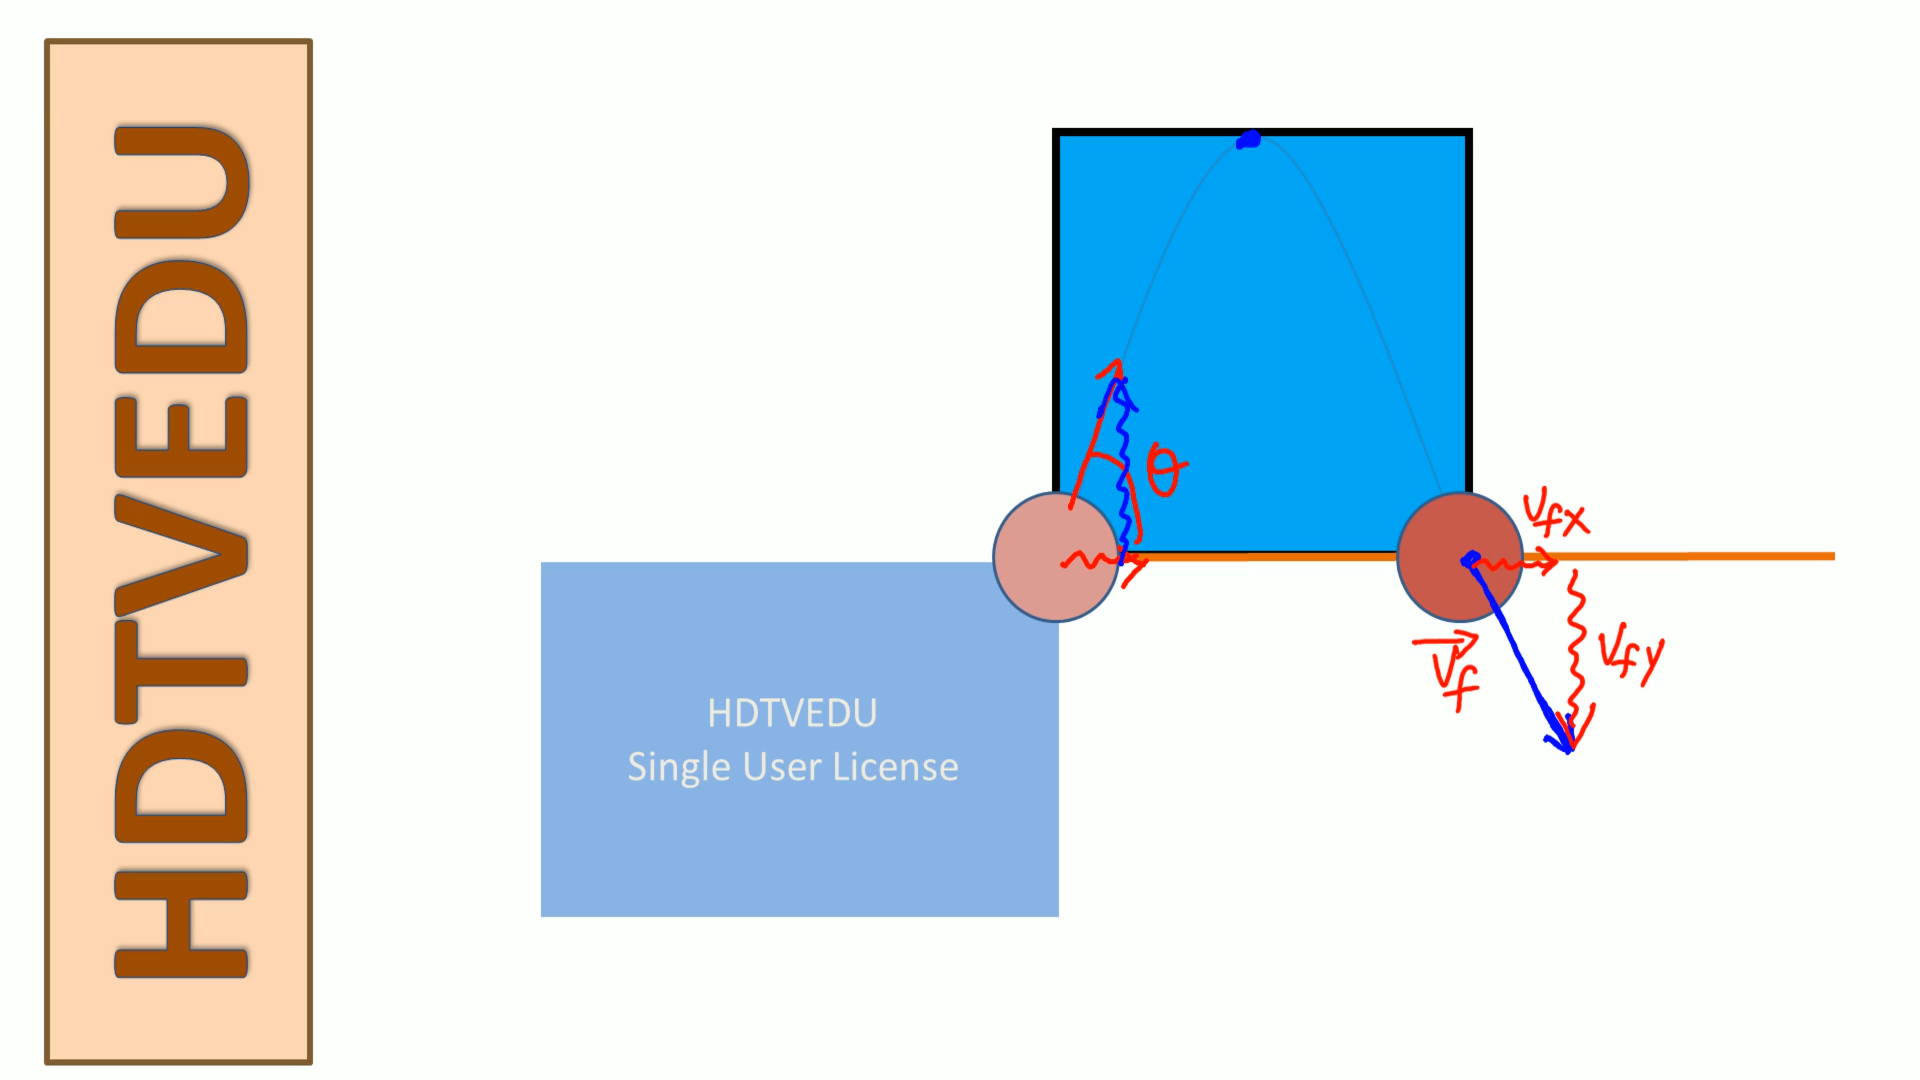 HDTVEDU
θ
Vfx
Vf
Vfy
HDTVEDU
Single User License